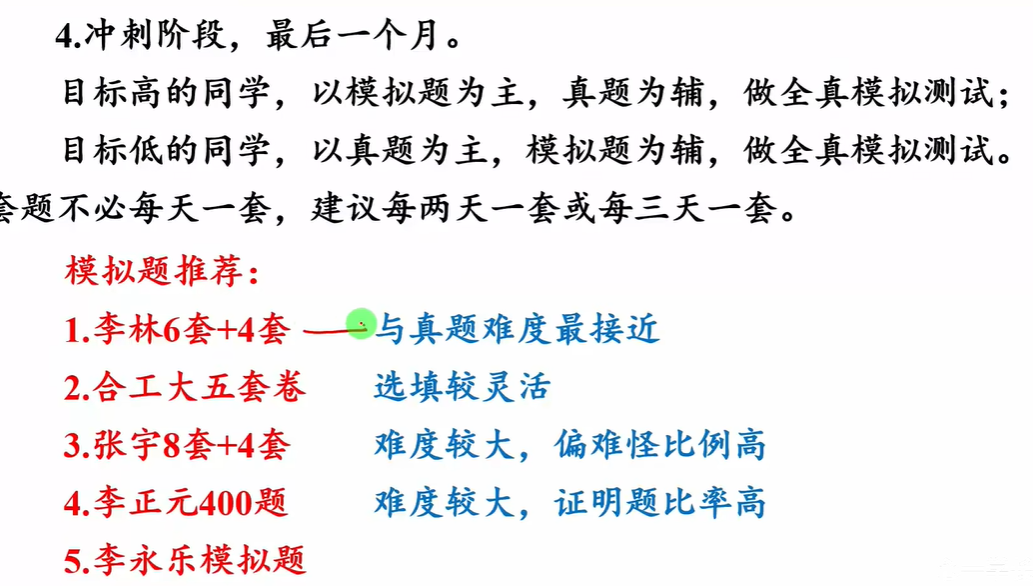 4.冲刺阶段，最后一个月。
目标高的同学，以模拟题为主，真题为辅，做全真模拟测试；
目标低的同学，以真题为主，模拟题为辅，做全真模拟测试。
套题不必每天一套，建议每两天一套或每三天一套。
模拟题推荐：
1.李林6套+4套 与真题难度最接近
2.合工大五套卷 选填较灵活
3.张宇8套+4套 难度较大，偏难怪比例高
4.李正元400题 难度较大，证明题比率高
5.李永乐模拟题